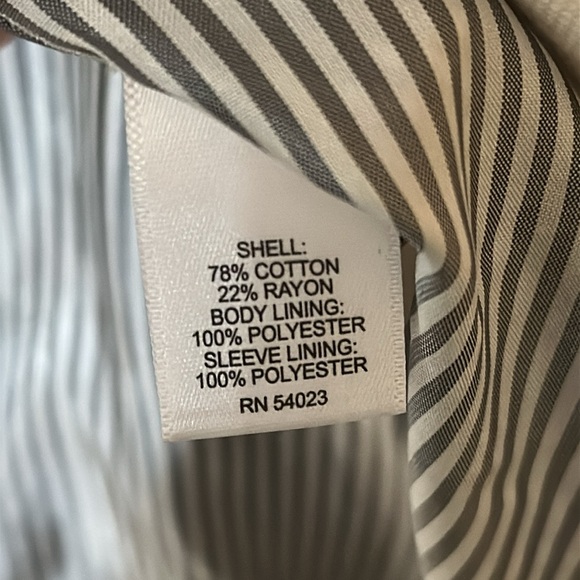 SHELL:
78% COTTON
22% RAYON
BODY LINING:
100% POLYESTER
SLEEVE LINING:
100% POLYESTER
RN 54023